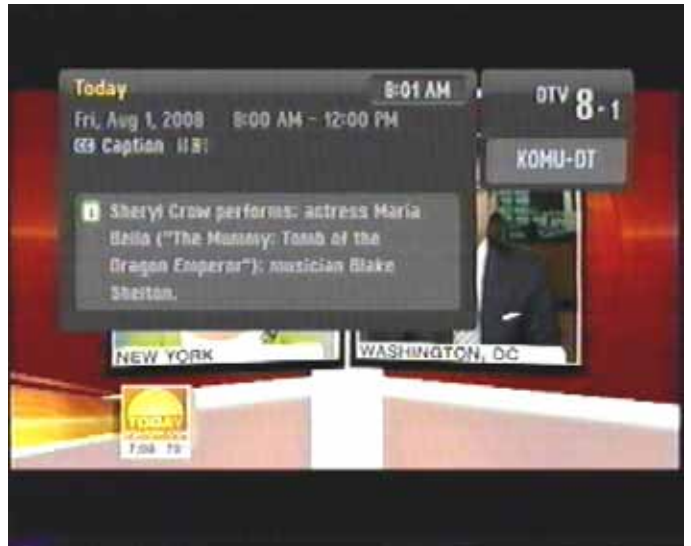 Today
8:01 AM
DTV 8-1
Fri, Aug 1, 2008 8:00 AM - 12:00 PM
CC Caption
KOMU-DT
i Sheryl Crow performs; actress Maria
Bello ("The Mummy: Tomb of the
Dragon Emperor"); musician Blake
Shelton.
NEW YORK
WASHINGTON, DC
TODAY